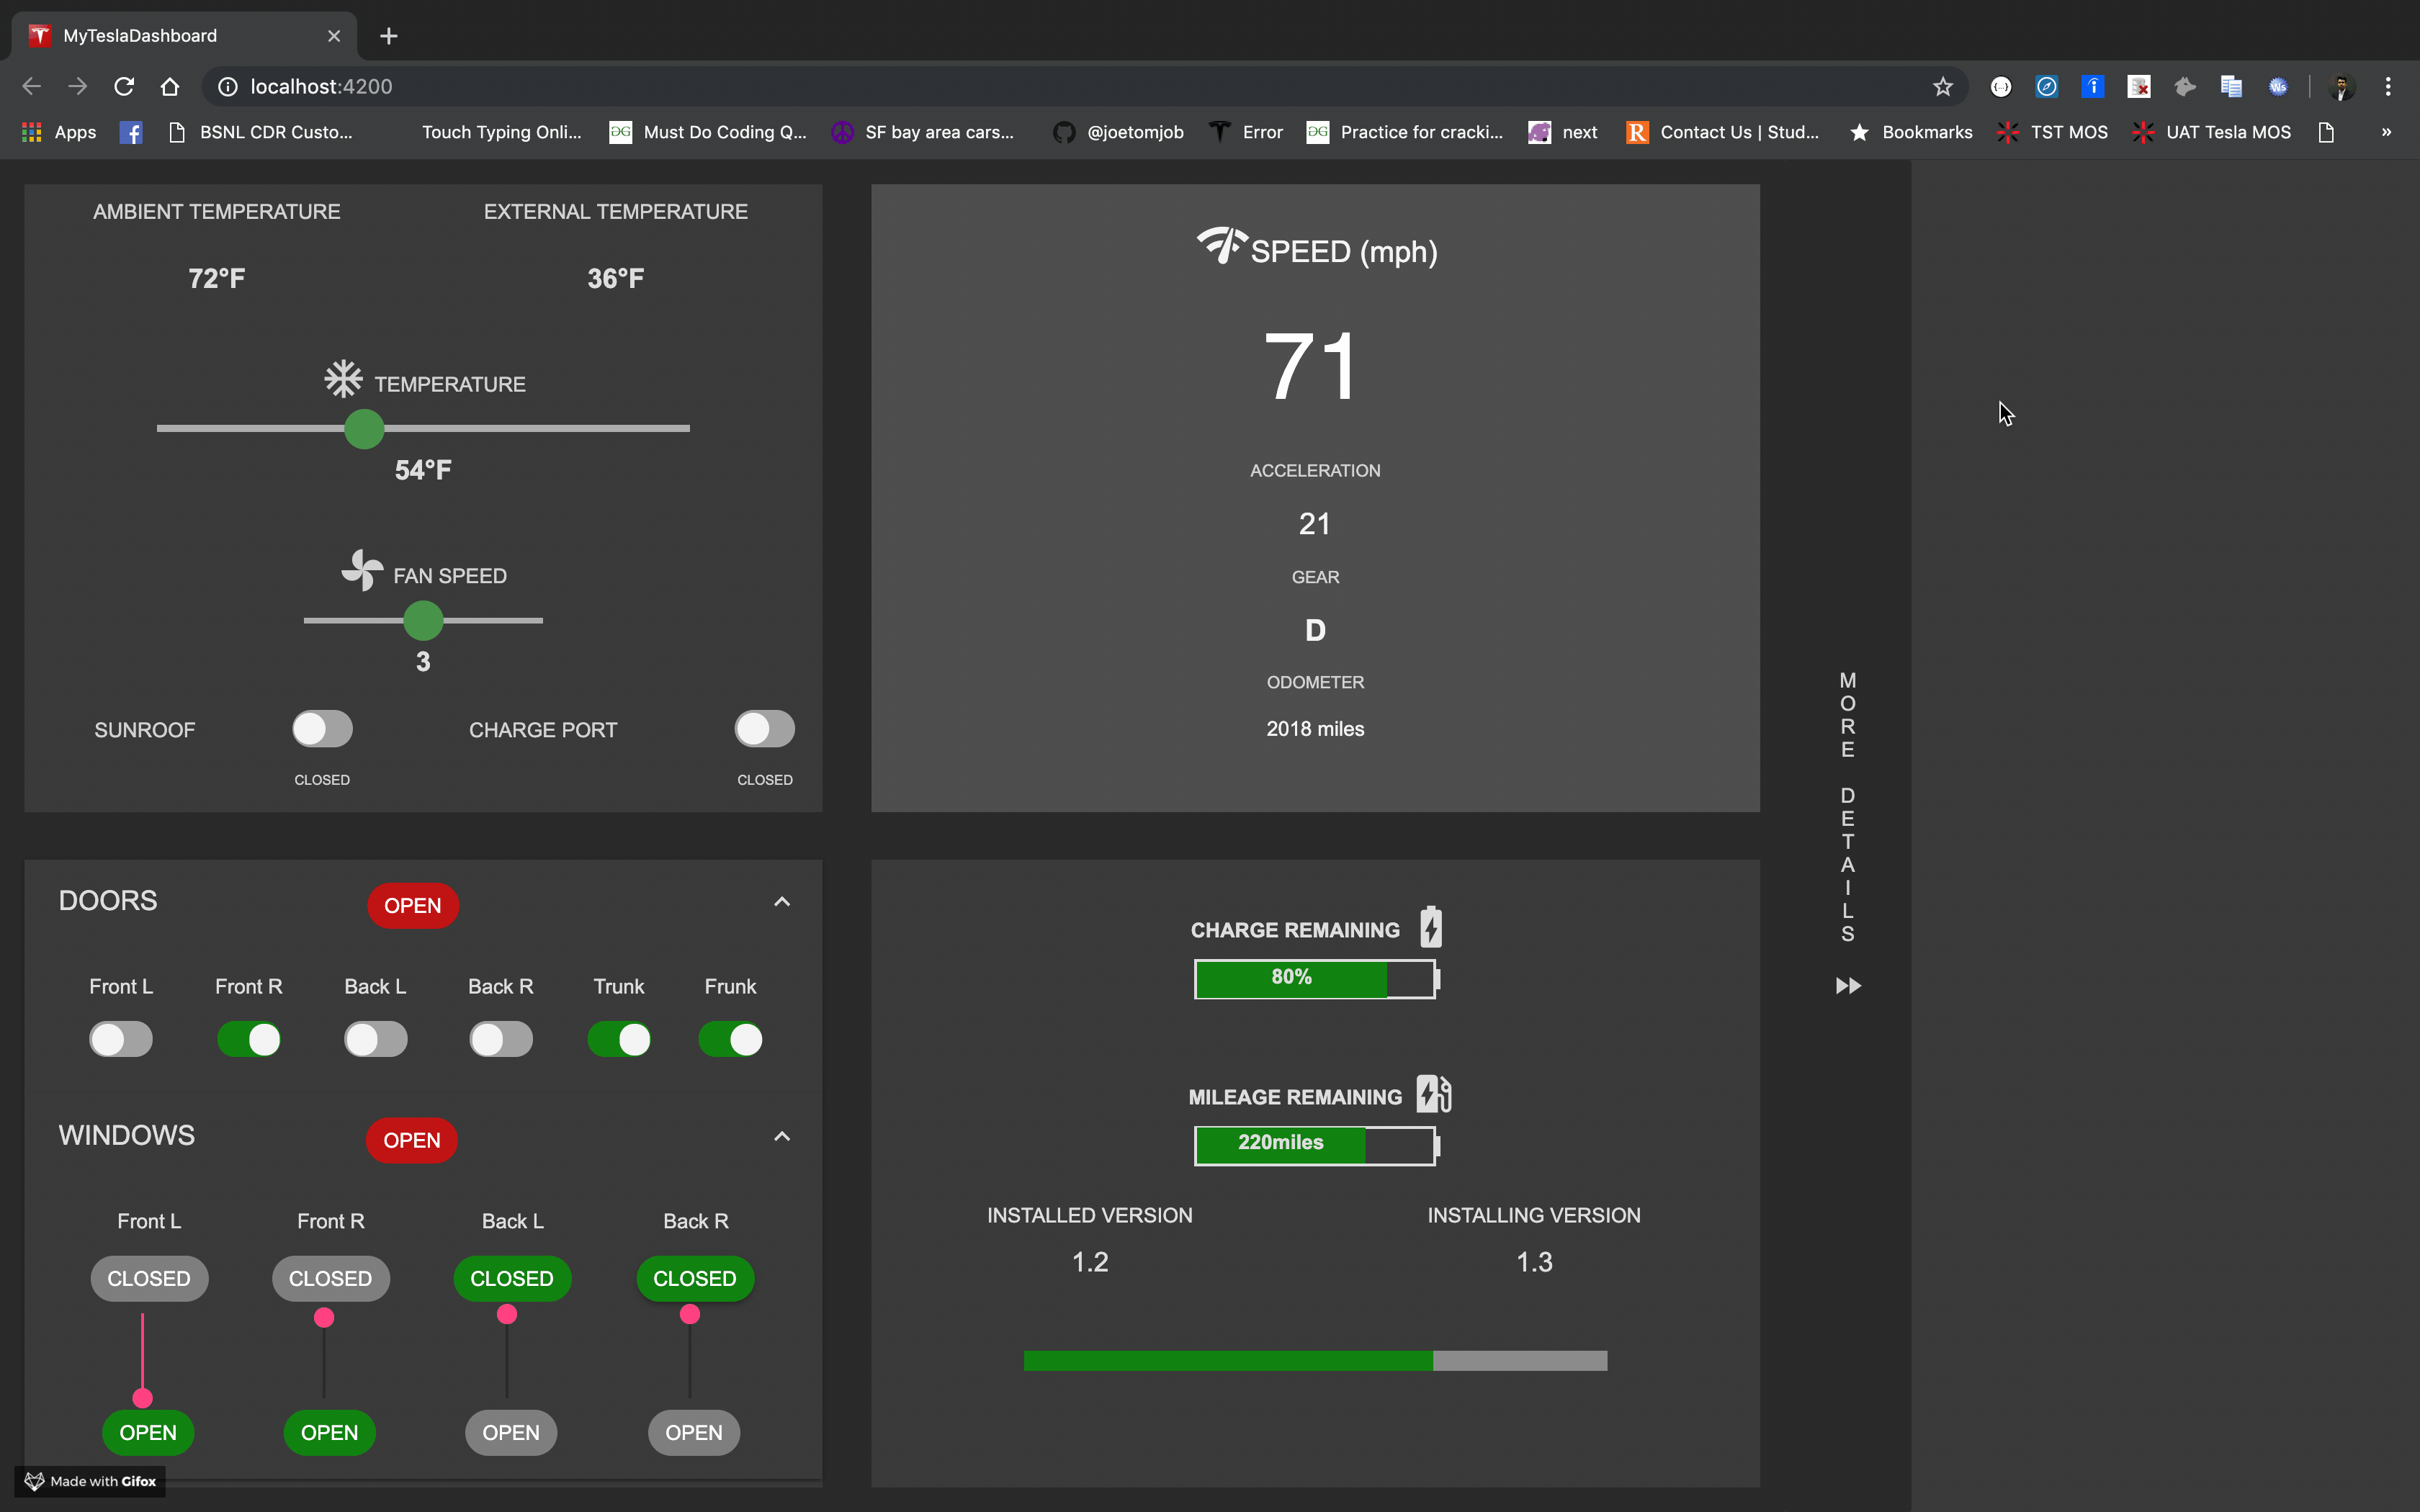 MyTeslaDashboard
localhost:4200
Apps BSNL CDR Custo... Touch Typing Onli... Must Do Coding Q... SF bay area cars... @joetomjob Error Practice for cracki... next Contact Us | Stud... Bookmarks TST MOS UAT Tesla MOS »
AMBIENT TEMPERATURE EXTERNAL TEMPERATURE
72°F 36°F
TEMPERATURE
54°F
FAN SPEED
3
SUNROOF CHARGE PORT
CLOSED CLOSED
SPEED (mph)
71
ACCELERATION
21
GEAR
D
ODOMETER
2018 miles
DOORS OPEN
Front L Front R Back L Back R Trunk Frunk
WINDOWS OPEN
Front L Front R Back L Back R
CLOSED CLOSED CLOSED CLOSED
OPEN OPEN OPEN OPEN
CHARGE REMAINING
80%
MILEAGE REMAINING
220miles
INSTALLED VERSION INSTALLING VERSION
1.2 1.3
MORE DETAILS
Made with Gifox